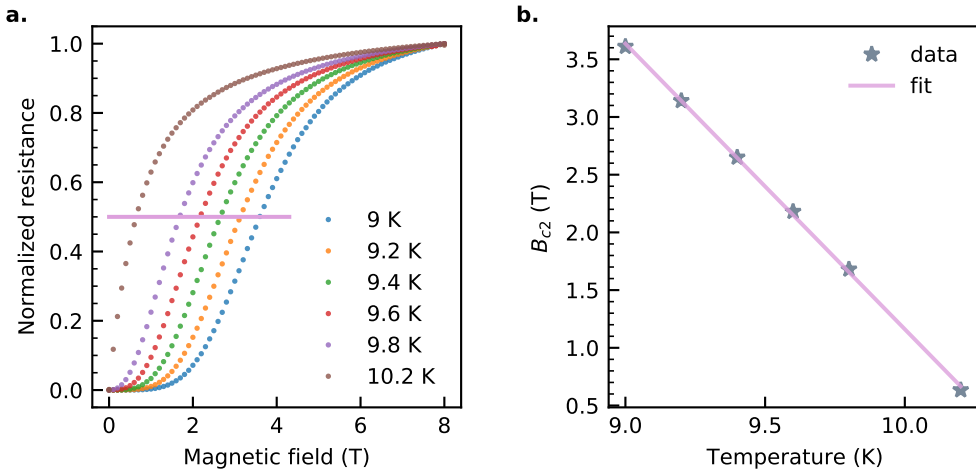 a.
1.0
0.8
0.6
0.4
0.2
0.0
Normalized resistance
0
2
4
6
8
Magnetic field (T)
9 K
9.2 K
9.4 K
9.6 K
9.8 K
10.2 K
b.
3.5
3.0
2.5
2.0
1.5
1.0
0.5
B_{c2} (T)
9.0
9.5
10.0
Temperature (K)
data
fit